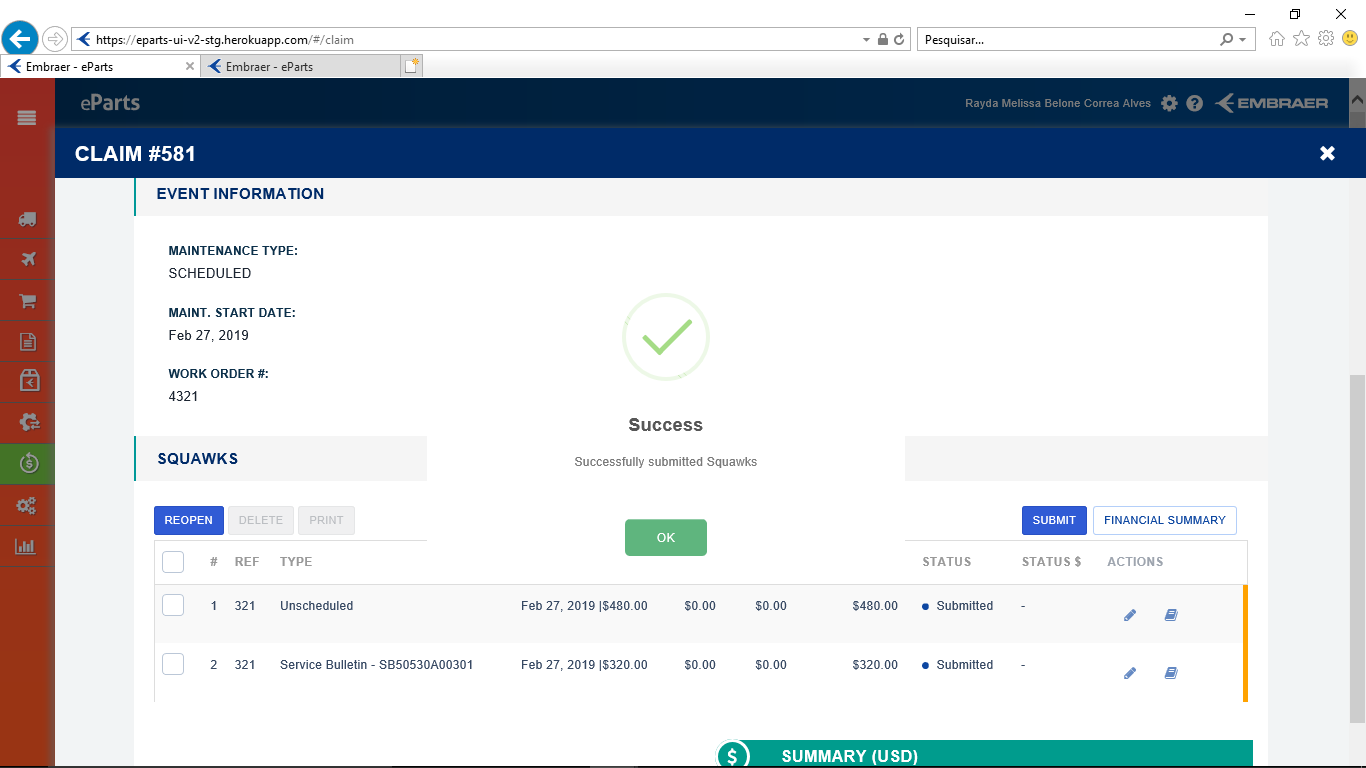 https://eparts-ui-v2-stg.herokuapp.com/#/claim
Pesquisar...
Embraer - eParts
Embraer - eParts
eParts
Rayda Melissa Belone Correa Alves
EMBRAER
CLAIM #581
EVENT INFORMATION
MAINTENANCE TYPE:
SCHEDULED
MAINT. START DATE:
Feb 27, 2019
WORK ORDER #:
4321
Success
Successfully submitted Squawks
OK
SQUAWKS
REOPEN DELETE PRINT SUBMIT FINANCIAL SUMMARY
# REF TYPE STATUS STATUS $ ACTIONS
1 321 Unscheduled Feb 27, 2019 |$480.00 $0.00 $0.00 $480.00 Submitted -
2 321 Service Bulletin - SB50530A00301 Feb 27, 2019 |$320.00 $0.00 $0.00 $320.00 Submitted -
$ SUMMARY (USD)